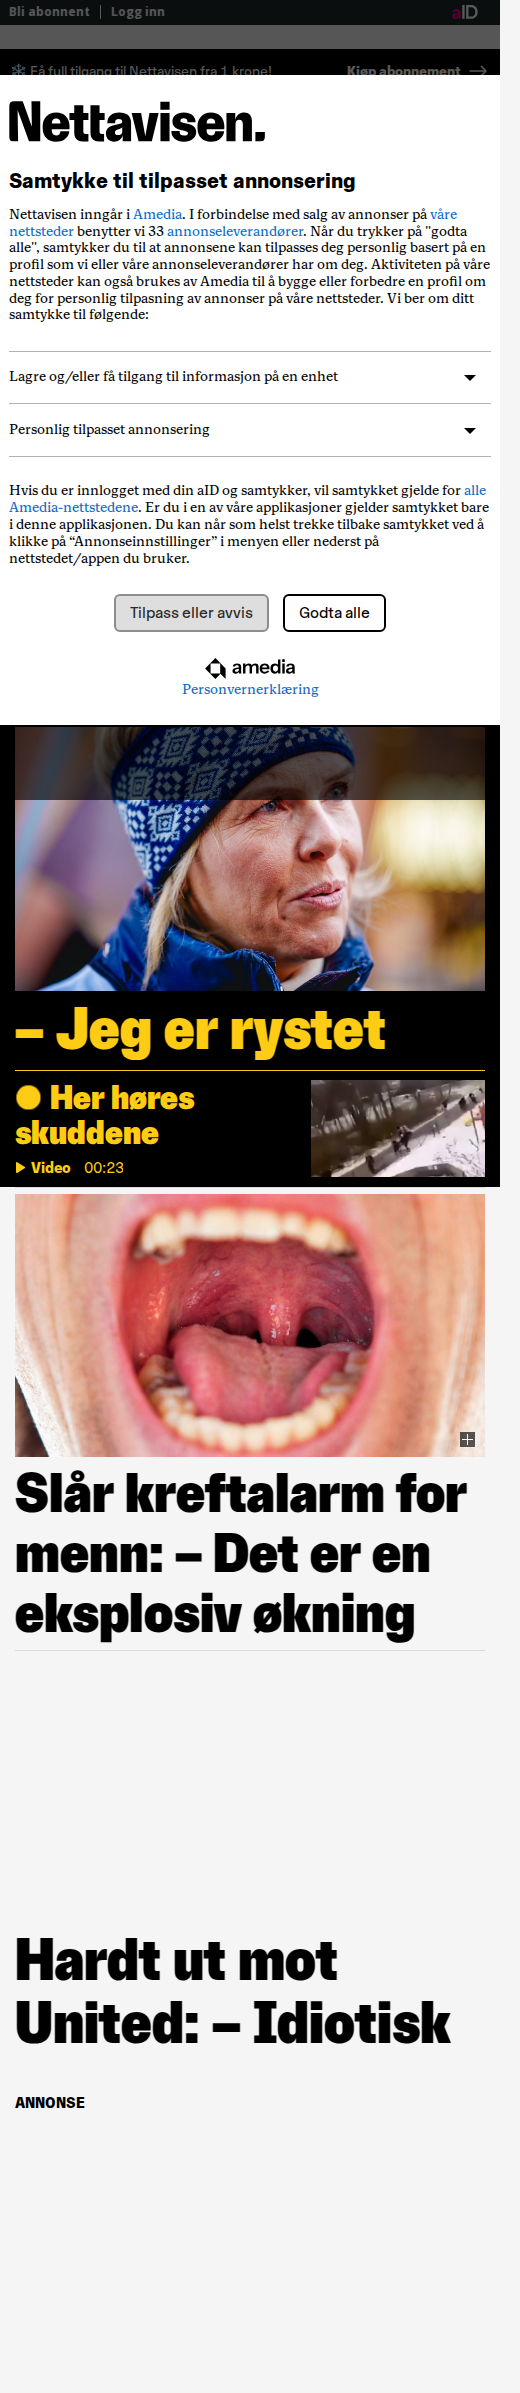 Bli abonnent | Logg inn
aID
Få full tilgang til Nettavisen fra 1 krone!
Kjøp abonnement →
Nettavisen.
Samtykke til tilpasset annonsering
Nettavisen inngår i Amedia. I forbindelse med salg av annonser på våre
nettsteder benytter vi 33 annonseleverandører. Når du trykker på "godta
alle", samtykker du til at annonsene kan tilpasses deg personlig basert på en
profil som vi eller våre annonseleverandører har om deg. Aktiviteten på våre
nettsteder kan også brukes av Amedia til å bygge eller forbedre en profil om
deg for personlig tilpasning av annonser på våre nettsteder. Vi ber om ditt
samtykke til følgende:
Lagre og/eller få tilgang til informasjon på en enhet
Personlig tilpasset annonsering
Hvis du er innlogget med din aID og samtykker, vil samtykket gjelde for alle
Amedia-nettstedene. Er du i en av våre applikasjoner gjelder samtykket bare
i denne applikasjonen. Du kan når som helst trekke tilbake samtykket ved å
klikke på “Annonseinnstillinger” i menyen eller nederst på
nettstedet/appen du bruker.
Tilpass eller avvis
Godta alle
amedia
Personvernerklæring
– Jeg er rystet
Her høres
skuddene
Video 00:23
Slår kreftalarm for
menn: – Det er en
eksplosiv økning
Hardt ut mot
United: – Idiotisk
ANNONSE